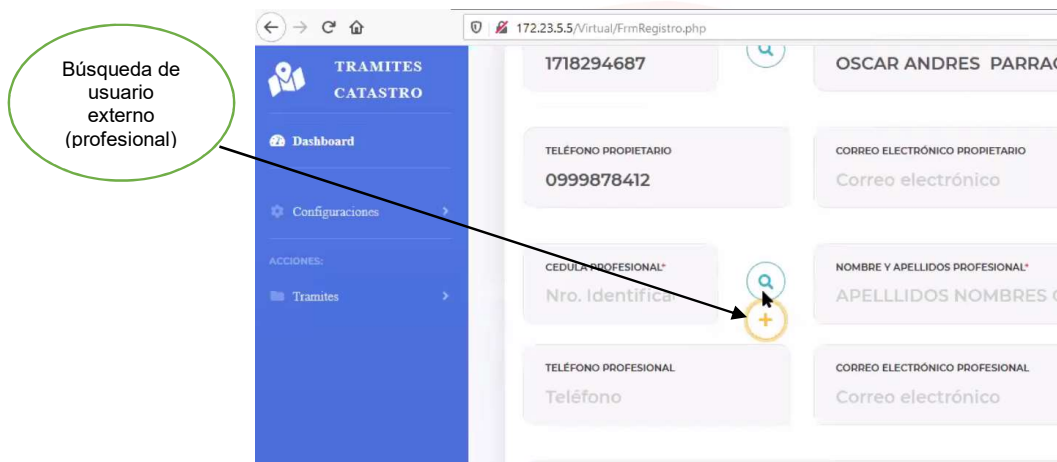 172.23.5.5/Virtual/FrmRegistro.php
Búsqueda de
usuario
externo
(profesional)
TRAMITES
CATASTRO
Dashboard
Configuraciones
ACCIONES:
Tramites
1718294687
OSCAR ANDRES PARRAG
TELÉFONO PROPIETARIO
CORREO ELECTRÓNICO PROPIETARIO
0999878412
Correo electrónico
CEDULA PROFESIONAL*
NOMBRE Y APELLIDOS PROFESIONAL*
Nro. Identifica
APELLLIDOS NOMBRES
TELÉFONO PROFESIONAL
CORREO ELECTRÓNICO PROFESIONAL
Teléfono
Correo electrónico